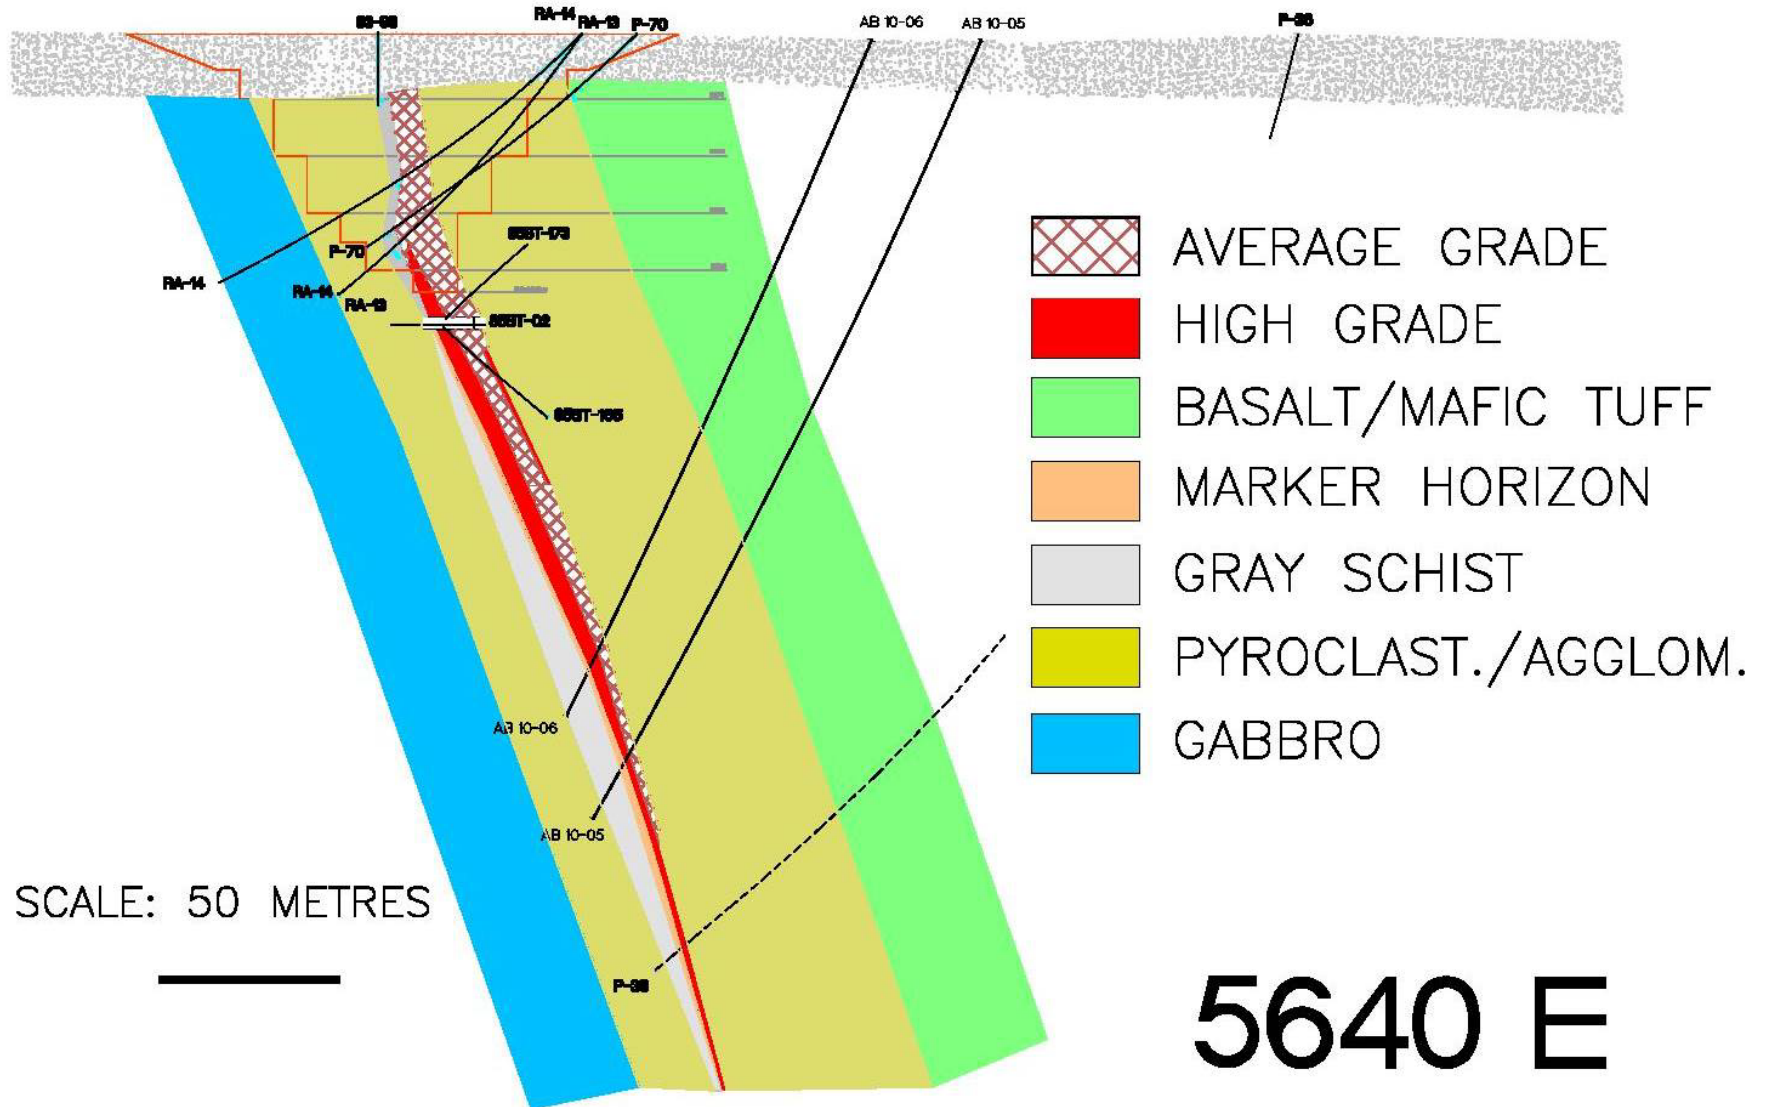 RA-14
RA-13
P-70
AB 10-06
AB 10-05
P-36
AVERAGE GRADE
HIGH GRADE
BASALT/MAFIC TUFF
MARKER HORIZON
GRAY SCHIST
PYROCLAST./AGGLOM.
GABBRO
P-70
RA-14
RA-14
RA-13
AB 10-06
AB 10-05
P-36
SCALE: 50 METRES
5640 E